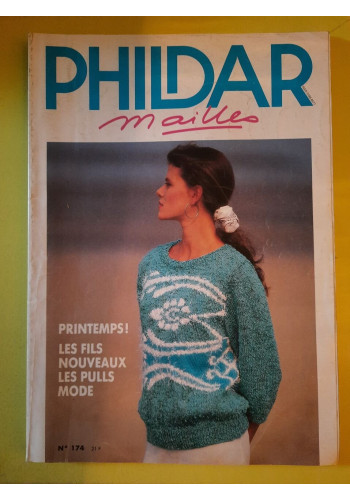 PHILDAR
mailles
PRINTEMPS!
LES FILS
NOUVEAUX
LES PULLS
MODE
N° 174